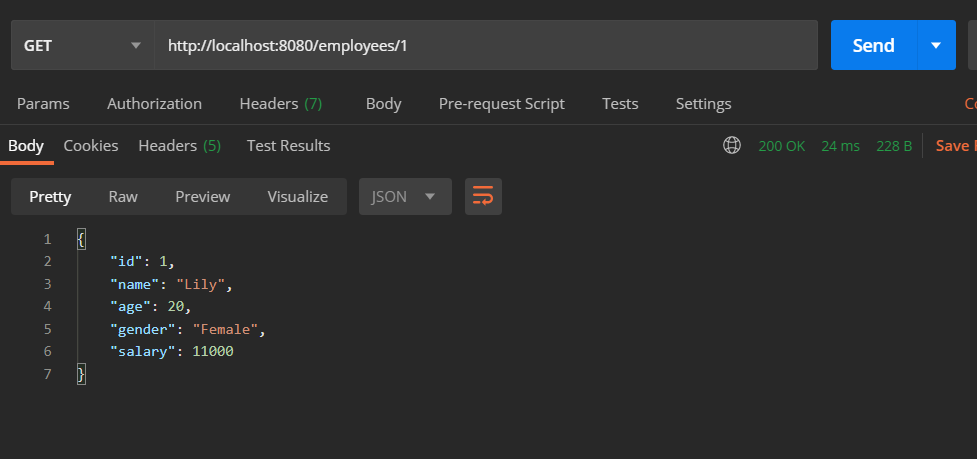 GET http://localhost:8080/employees/1 Send
Params Authorization Headers (7) Body Pre-request Script Tests Settings
Body Cookies Headers (5) Test Results 200 OK 24 ms 228 B Save
Pretty Raw Preview Visualize JSON
1 {
2 "id": 1,
3 "name": "Lily",
4 "age": 20,
5 "gender": "Female",
6 "salary": 11000
7 }